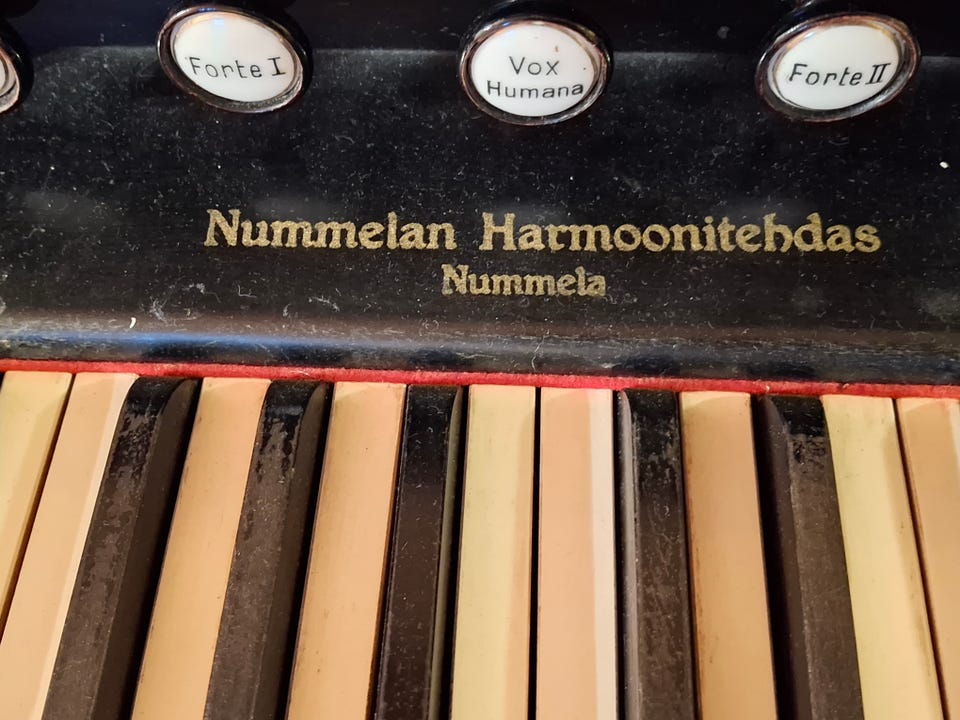 Forte I
Vox
Humana
Forte II
Nummelan Harmoonitehdas
Nummela